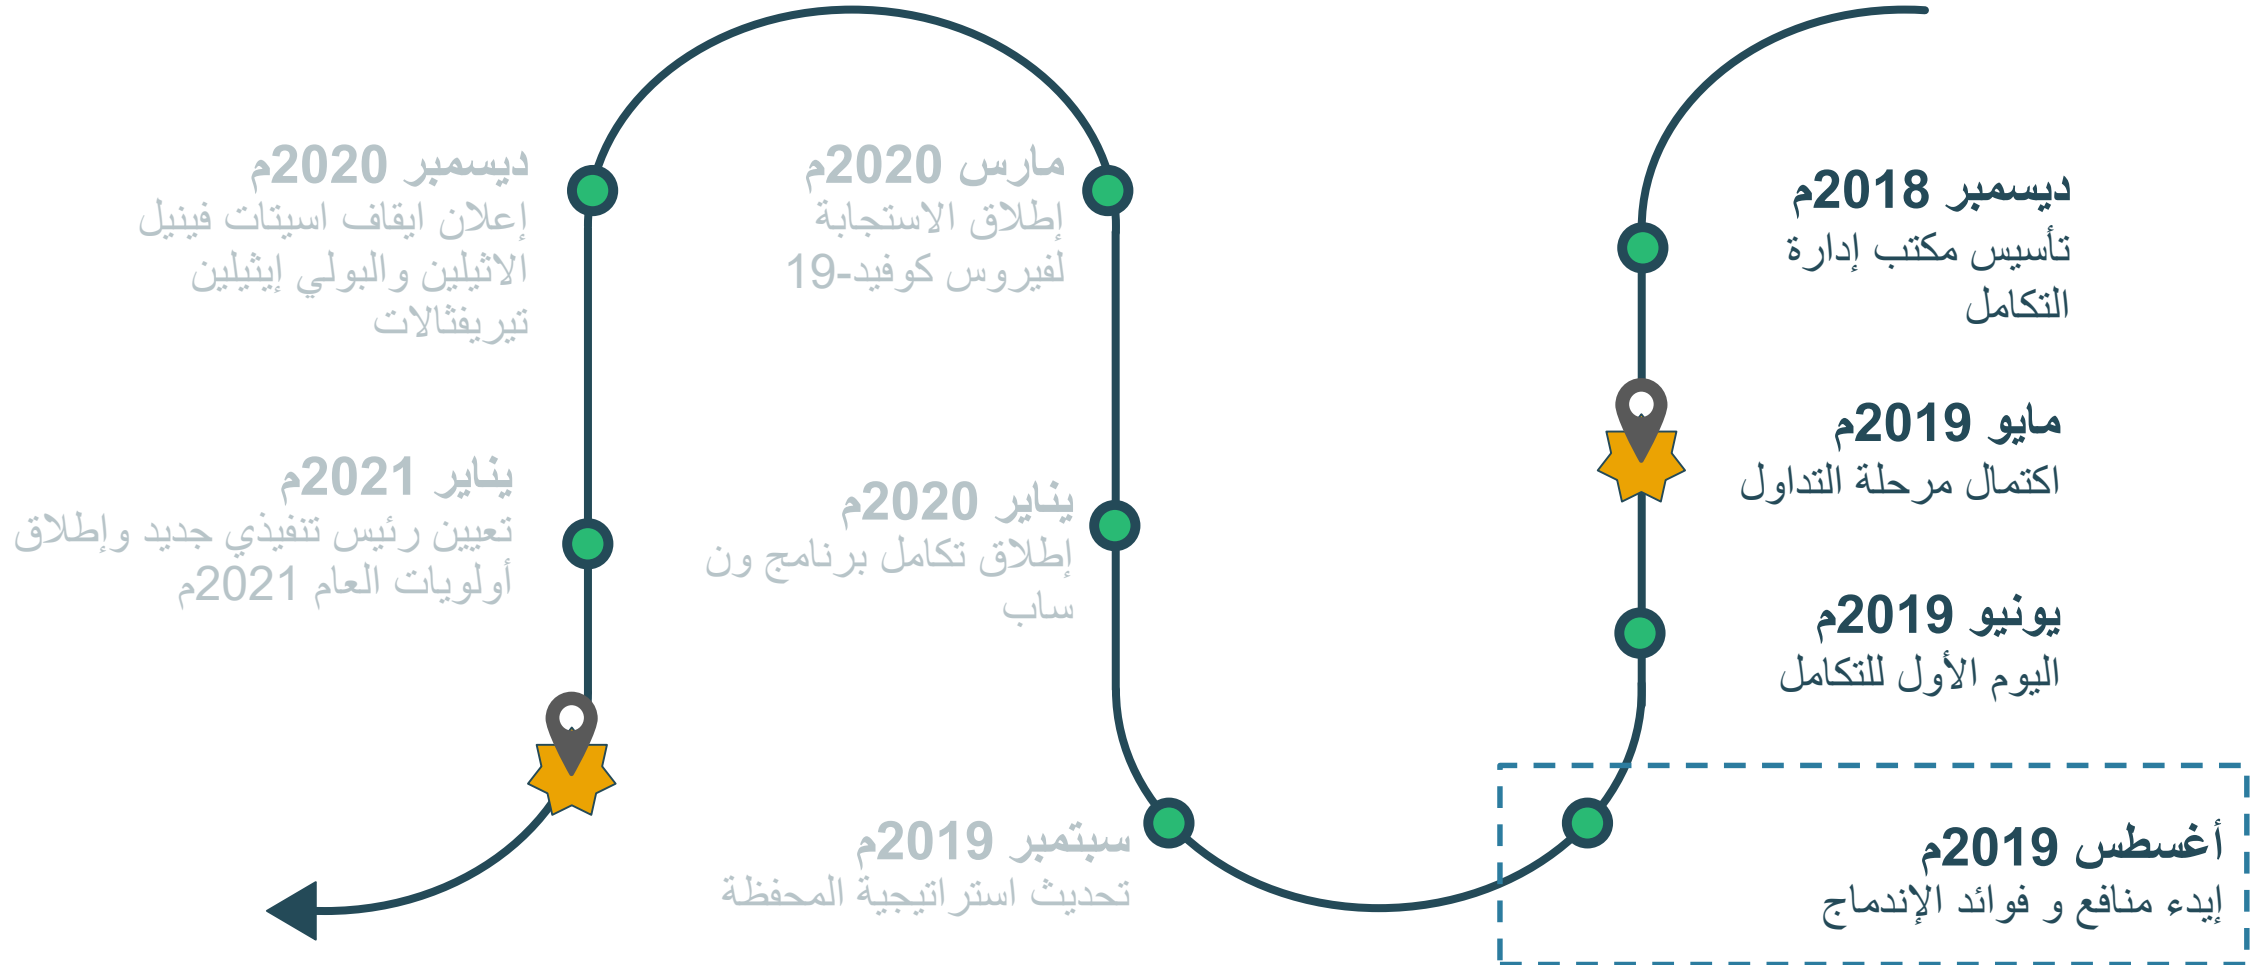 ديسمبر 2018م
تأسيس مكتب إدارة
التكامل
مايو 2019م
اكتمال مرحلة التداول
يونيو 2019م
اليوم الأول للتكامل
أغسطس 2019م
إيدء منافع و فوائد الإندماج
سبتمبر 2019م
تحديث استراتيجية المحفظة
يناير 2020م
إطلاق تكامل برنامج ون
ساب
مارس 2020م
إطلاق الاستجابة
لفيروس كوفيد-19
ديسمبر 2020م
إعلان ايقاف اسيتات فينيل
الاثيلين والبولي إيثيلين
تيريفثالات
يناير 2021م
تعيين رئيس تنفيذي جديد وإطلاق
أولويات العام 2021م